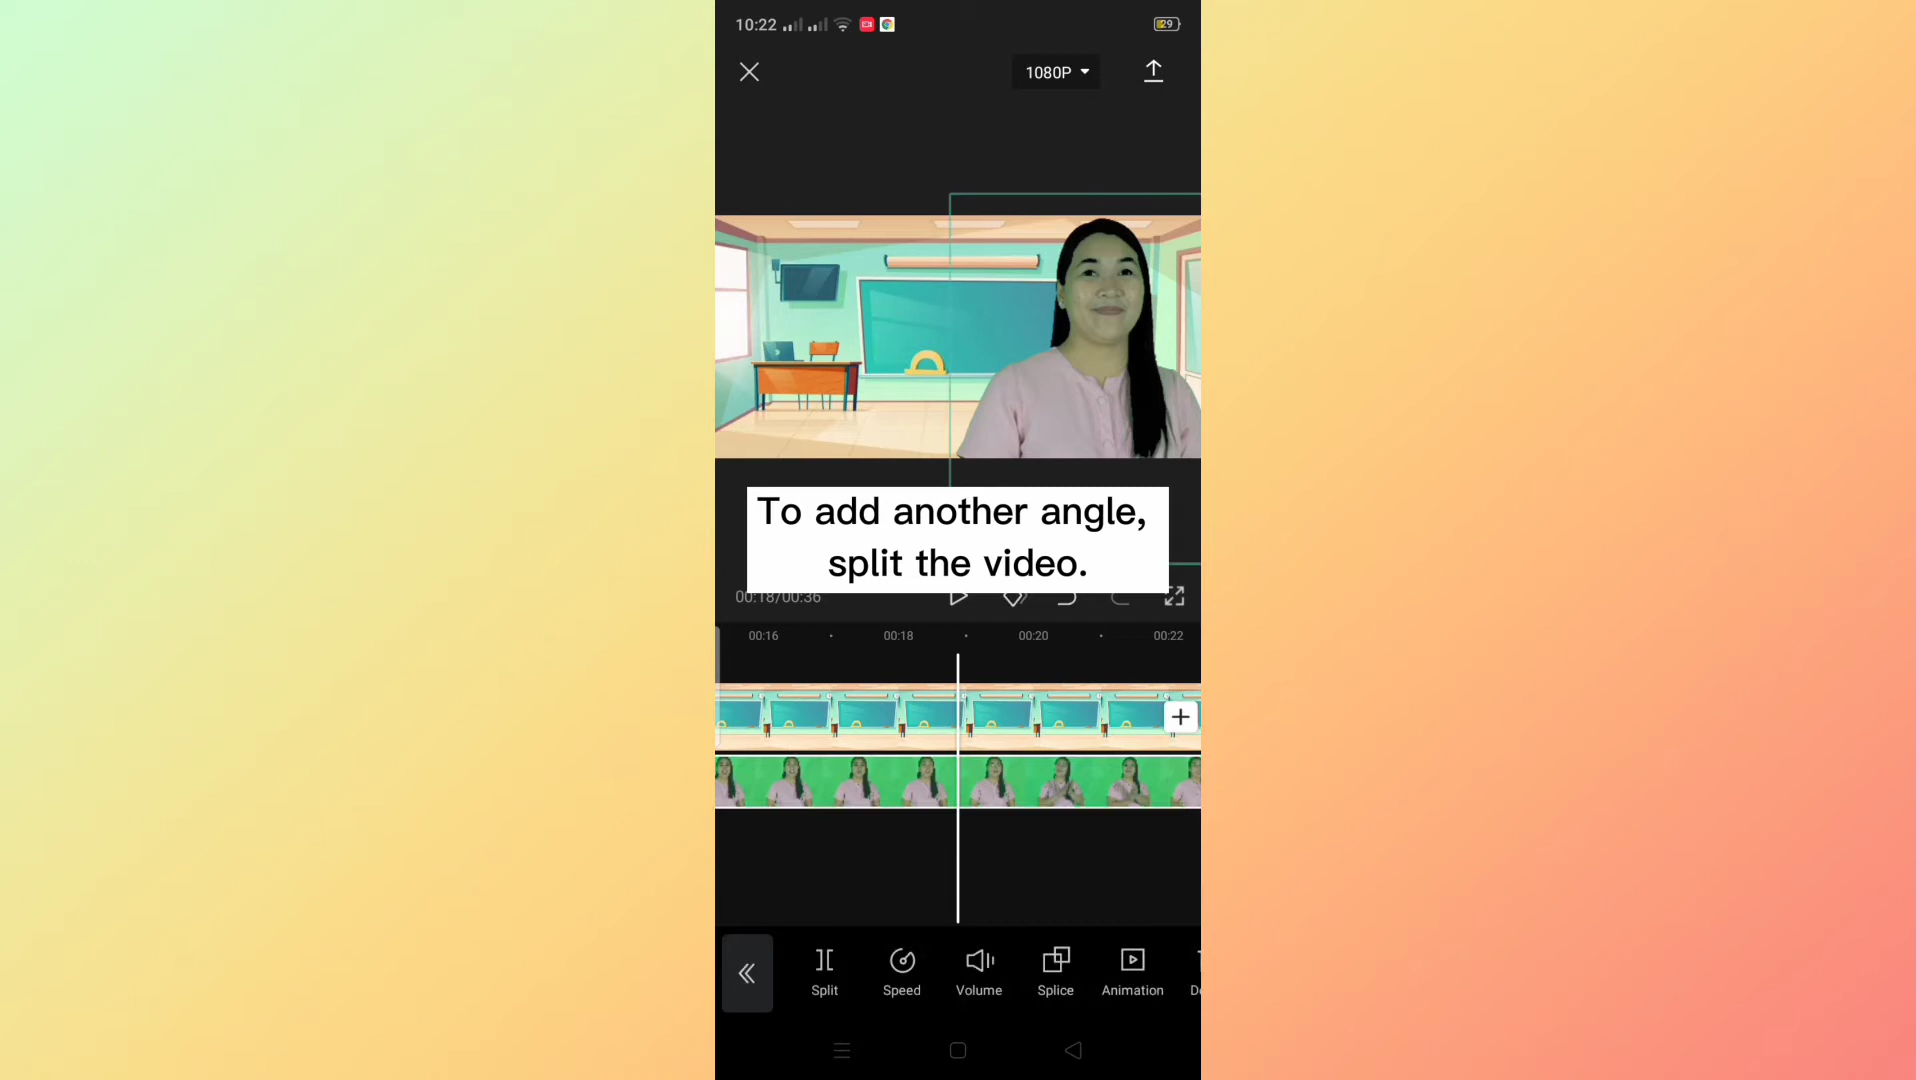 10:22
29
1080P
To add another angle,
split the video.
00:18/00:36
00:16
00:18
00:20
00:22
Split
Speed
Volume
Splice
Animation